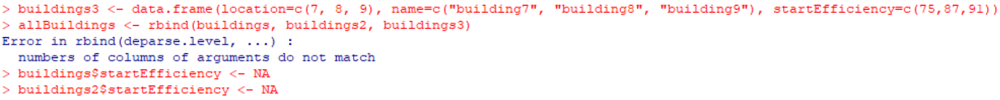 > buildings3 <- data.frame(location=c(7, 8, 9), name=c("building7", "building8", "building9"), startEfficiency=c(75,87,91))
> allBuildings <- rbind(buildings, buildings2, buildings3)
Error in rbind(deparse.level, ...) :
  numbers of columns of arguments do not match
> buildings$startEfficiency <- NA
> buildings2$startEfficiency <- NA